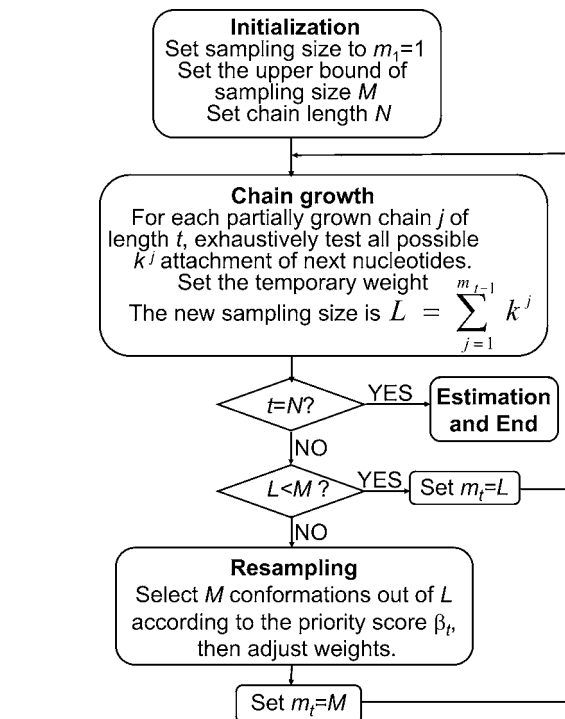 Initialization
Set sampling size to m₁=1
Set the upper bound of
sampling size M
Set chain length N
Chain growth
For each partially grown chain j of
length t, exhaustively test all possible
kʲ attachment of next nucleotides.
Set the temporary weight
The new sampling size is L = ∑_{j=1}^{m_{t-1}} kʲ
t=N?
YES
Estimation
and End
NO
L<M ?
YES
Set mₜ=L
NO
Resampling
Select M conformations out of L
according to the priority score βₜ,
then adjust weights.
Set mₜ=M